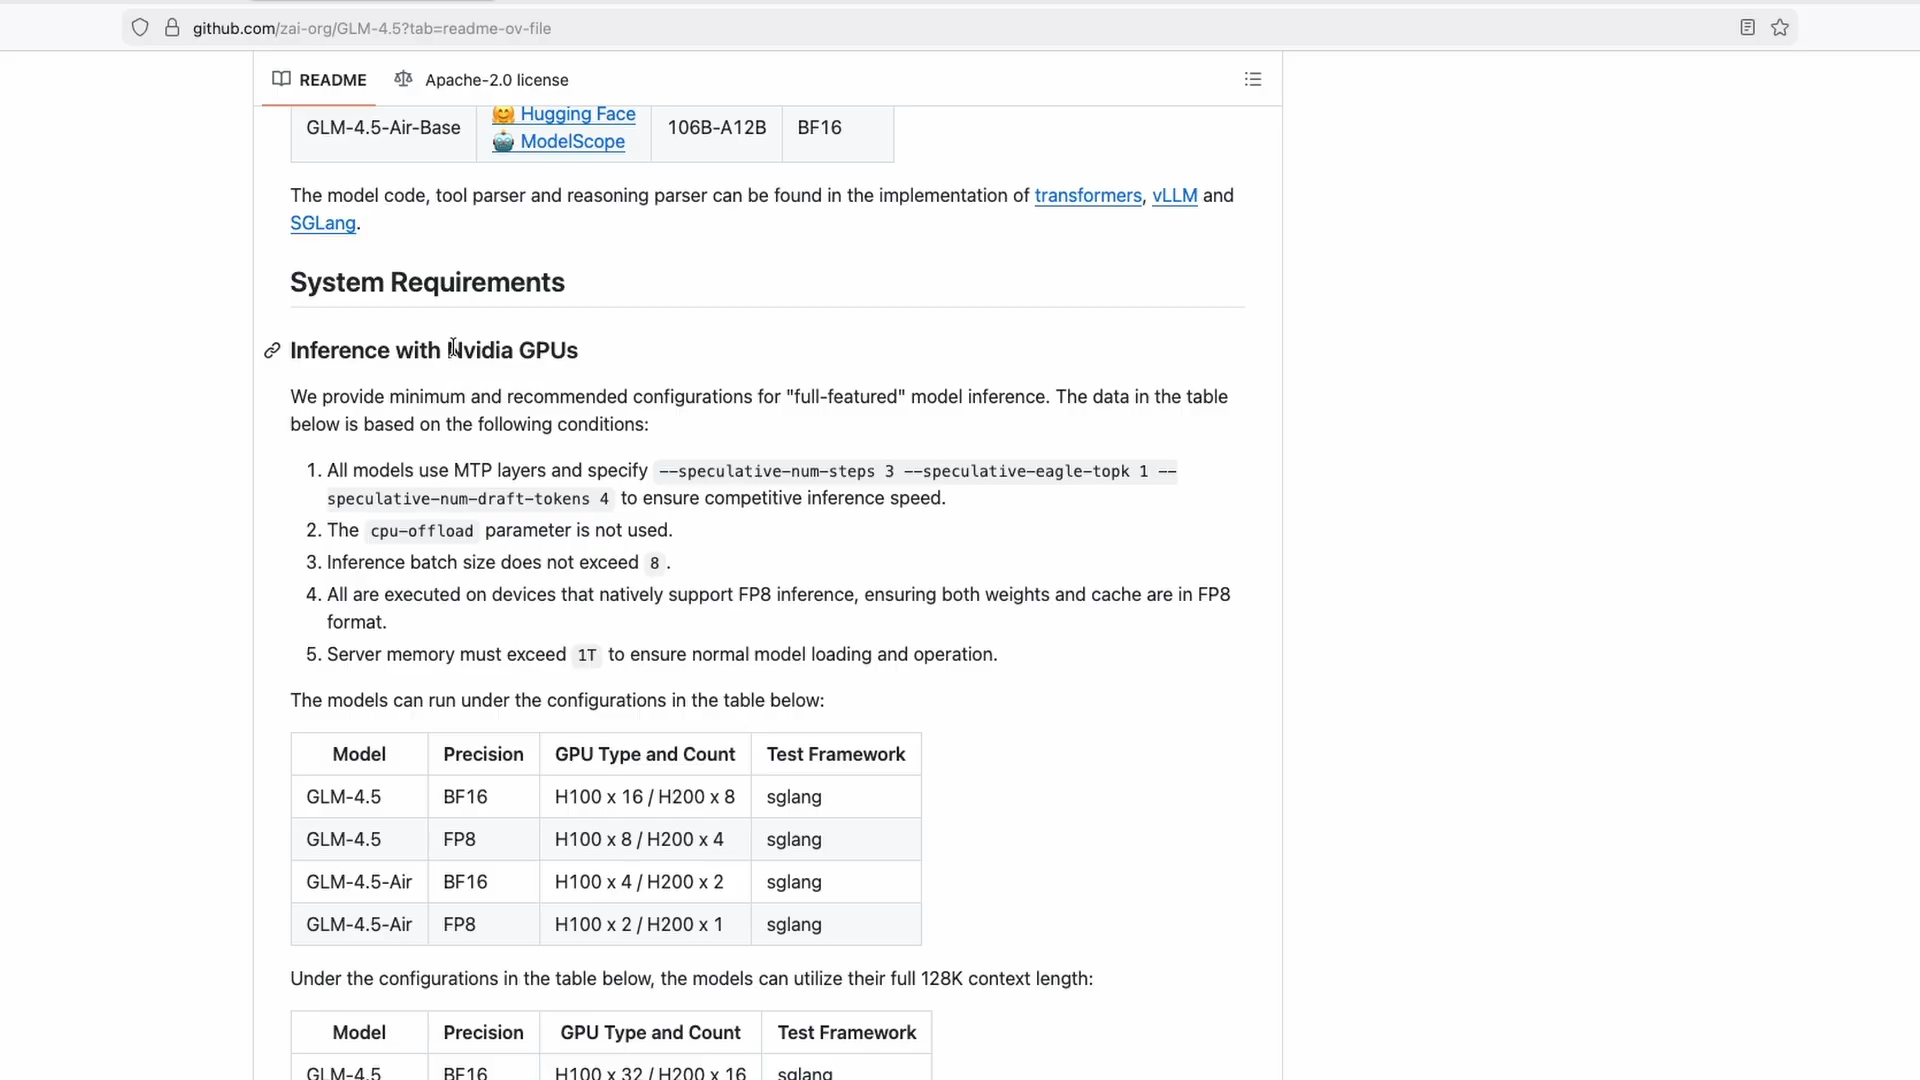 github.com/zai-org/GLM-4.5?tab=readme-ov-file
README Apache-2.0 license
GLM-4.5-Air-Base 🤗 Hugging Face 106B-A12B BF16
🤖 ModelScope
The model code, tool parser and reasoning parser can be found in the implementation of transformers, vLLM and
SGLang.
System Requirements
Inference with Nvidia GPUs
We provide minimum and recommended configurations for "full-featured" model inference. The data in the table
below is based on the following conditions:
1. All models use MTP layers and specify --speculative-num-steps 3 --speculative-eagle-topk 1 --
speculative-num-draft-tokens 4 to ensure competitive inference speed.
2. The cpu-offload parameter is not used.
3. Inference batch size does not exceed 8 .
4. All are executed on devices that natively support FP8 inference, ensuring both weights and cache are in FP8
format.
5. Server memory must exceed 1T to ensure normal model loading and operation.
The models can run under the configurations in the table below:
Model Precision GPU Type and Count Test Framework
GLM-4.5 BF16 H100 x 16 / H200 x 8 sglang
GLM-4.5 FP8 H100 x 8 / H200 x 4 sglang
GLM-4.5-Air BF16 H100 x 4 / H200 x 2 sglang
GLM-4.5-Air FP8 H100 x 2 / H200 x 1 sglang
Under the configurations in the table below, the models can utilize their full 128K context length:
Model Precision GPU Type and Count Test Framework
GLM-4.5 BF16 H100 x 32 / H200 x 16 sglang